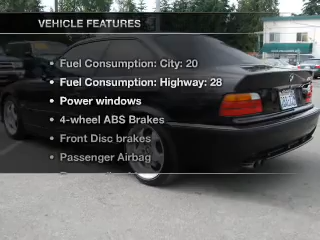 VEHICLE FEATURES
• Fuel Consumption: City: 20
• Fuel Consumption: Highway: 28
• Power windows
• 4-wheel ABS Brakes
• Front Disc brakes
• Passenger Airbag